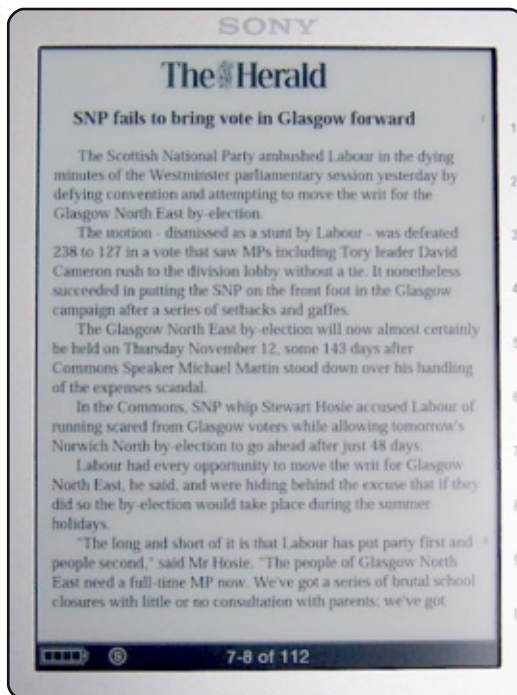 SONY
The Herald
SNP fails to bring vote in Glasgow forward
The Scottish National Party ambushed Labour in the dying
minutes of the Westminster parliamentary session yesterday by
defying convention and attempting to move the writ for the
Glasgow North East by-election.
The motion - dismissed as a stunt by Labour - was defeated
238 to 127 in a vote that saw MPs including Tory leader David
Cameron rush to the division lobby without a tie. It nonetheless
succeeded in putting the SNP on the front foot in the Glasgow
campaign after a series of setbacks and gaffes.
The Glasgow North East by-election will now almost certainly
be held on Thursday November 12, some 143 days after
Commons Speaker Michael Martin stood down over his handling
of the expenses scandal.
In the Commons, SNP whip Stewart Hosie accused Labour of
running scared from Glasgow voters while allowing tomorrow's
Norwich North by-election to go ahead after just 48 days.
Labour had every opportunity to move the writ for Glasgow
North East, he said, and were hiding behind the excuse that if they
did so the by-election would take place during the summer
holidays.
"The long and short of it is that Labour has put party first and
people second," said Mr Hosie. "The people of Glasgow North
East need a full-time MP now. We've got a series of brutal school
closures with little or no consultation with parents; we've got
S 7-8 of 112